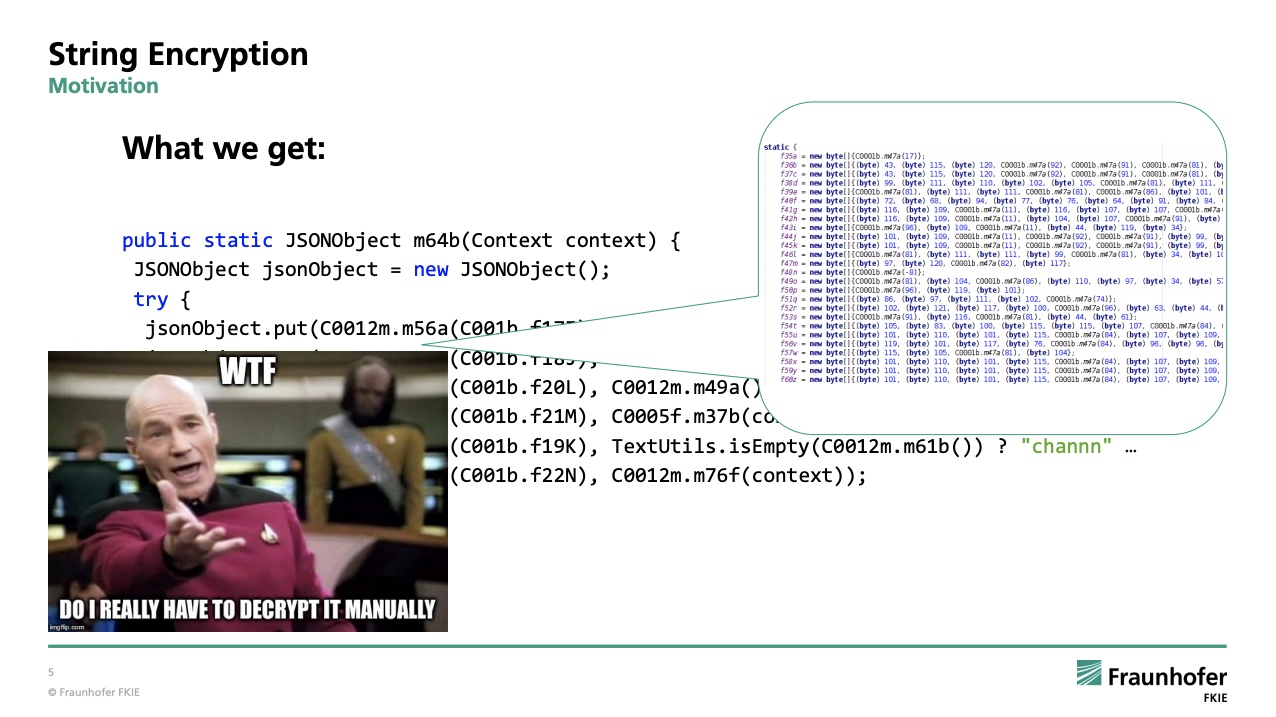 String Encryption
Motivation
What we get:
public static JSONObject m64b(Context context) {
JSONObject jsonObject = new JSONObject();
try {
jsonObject.put(C0012m.m56a(C001b.f17F)
(C001b.f18J),
(C001b.f20L), C0012m.m49a()
(C001b.f21M), C0005f.m37b(co
(C001b.f19K), TextUtils.isEmpty(C0012m.m61b()) ? "channn" …
(C001b.f22N), C0012m.m76f(context));
static {
f35a = new byte[]{C0001b.m47a(17)};
f36b = new byte[]{(byte) 43, (byte) 115, (byte) 120, C0001b.m47a(92), C0001b.m47a(91), C0001b.m47a(81), (by
f37c = new byte[]{(byte) 43, (byte) 115, (byte) 120, C0001b.m47a(92), C0001b.m47a(91), C0001b.m47a(81), (by
f38d = new byte[]{(byte) 99, (byte) 111, (byte) 110, (byte) 102, (byte) 105, C0001b.m47a(81), (byte) 111, (
f39e = new byte[]{C0001b.m47a(81), (byte) 111, (byte) 111, C0001b.m47a(81), C0001b.m47a(86), (byte) 101, (b
f40f = new byte[]{(byte) 72, (byte) 68, (byte) 94, (byte) 77, (byte) 76, (byte) 64, (byte) 91, (byte) 84, (
f41g = new byte[]{(byte) 116, (byte) 109, C0001b.m47a(11), (byte) 116, (byte) 107, (byte) 107, C0001b.m47a(
f42h = new byte[]{(byte) 116, (byte) 109, C0001b.m47a(11), (byte) 104, (byte) 107, C0001b.m47a(91), (byte)
f43i = new byte[]{C0001b.m47a(96), (byte) 109, C0001b.m47a(11), (byte) 44, (byte) 119, (byte) 34};
f44j = new byte[]{(byte) 101, (byte) 109, C0001b.m47a(11), C0001b.m47a(92), C0001b.m47a(91), (byte) 99, (by
f45k = new byte[]{(byte) 101, (byte) 109, C0001b.m47a(11), C0001b.m47a(92), C0001b.m47a(91), (byte) 99, (by
f46l = new byte[]{C0001b.m47a(81), (byte) 111, (byte) 111, (byte) 99, C0001b.m47a(81), (byte) 34, (byte) 10
f47m = new byte[]{(byte) 97, (byte) 120, C0001b.m47a(82), (byte) 117};
f48n = new byte[]{C0001b.m47a(-8)};
f49o = new byte[]{C0001b.m47a(81), (byte) 104, C0001b.m47a(86), (byte) 110, (byte) 97, (byte) 34, (byte) 57
f50p = new byte[]{C0001b.m47a(96), (byte) 119, (byte) 101};
f51q = new byte[]{(byte) 86, (byte) 97, (byte) 111, (byte) 102, C0001b.m47a(74)};
f52r = new byte[]{(byte) 102, (byte) 121, (byte) 117, (byte) 100, C0001b.m47a(96), (byte) 63, (byte) 44, (b
f53s = new byte[]{C0001b.m47a(91), (byte) 116, C0001b.m47a(81), (byte) 44, (byte) 61};
f54t = new byte[]{(byte) 105, (byte) 83, (byte) 100, (byte) 115, (byte) 115, (byte) 107, C0001b.m47a(84), (
f55u = new byte[]{(byte) 101, (byte) 110, (byte) 101, (byte) 115, C0001b.m47a(84), (byte) 107, (byte) 109,
f56v = new byte[]{(byte) 119, (byte) 101, (byte) 117, (byte) 76, C0001b.m47a(84), (byte) 96, (byte) 96, (by
f57w = new byte[]{(byte) 115, (byte) 105, C0001b.m47a(81), (byte) 104};
f58x = new byte[]{(byte) 101, (byte) 110, (byte) 101, (byte) 115, C0001b.m47a(84), (byte) 107, (byte) 109,
f59y = new byte[]{(byte) 101, (byte) 110, (byte) 101, (byte) 115, C0001b.m47a(84), (byte) 107, (byte) 109,
f60z = new byte[]{(byte) 101, (byte) 110, (byte) 101, (byte) 115, C0001b.m47a(84), (byte) 107, (byte) 109,
WTF
DO I REALLY HAVE TO DECRYPT IT MANUALLY
imgflip.com
5
© Fraunhofer FKIE
Fraunhofer
FKIE